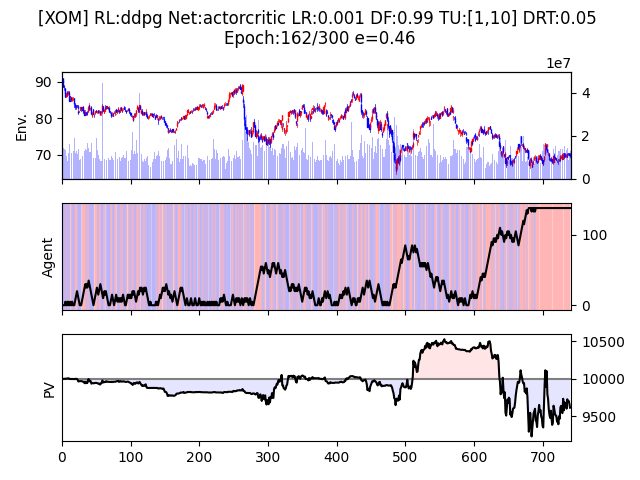 [XOM] RL:ddpg Net:actorcritic LR:0.001 DF:0.99 TU:[1,10] DRT:0.05
Epoch:162/300 e=0.46
1e7
90
80
70
Env.
4
2
0
Agent
100
0
PV
10500
10000
9500
0 100 200 300 400 500 600 700